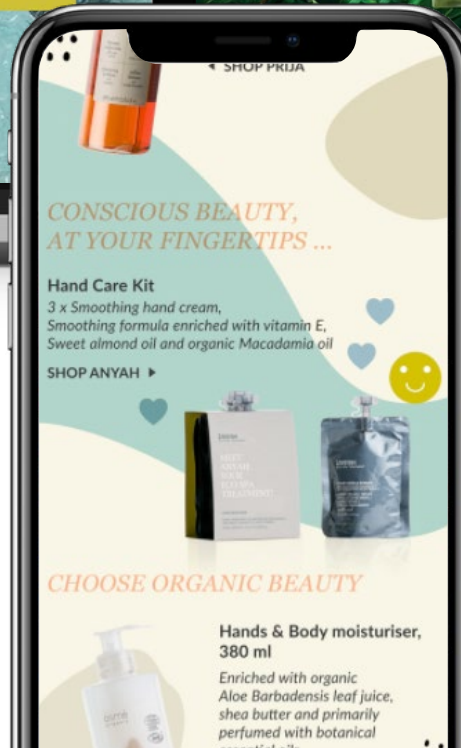 ◄ SHOP PRIJA
CONSCIOUS BEAUTY,
AT YOUR FINGERTIPS ...
Hand Care Kit
3 x Smoothing hand cream,
Smoothing formula enriched with vitamin E,
Sweet almond oil and organic Macadamia oil
SHOP ANYAH ►
CHOOSE ORGANIC BEAUTY
Hands & Body moisturiser,
380 ml
Enriched with organic
Aloe Barbadensis leaf juice,
shea butter and primarily
perfumed with botanical
essential oils